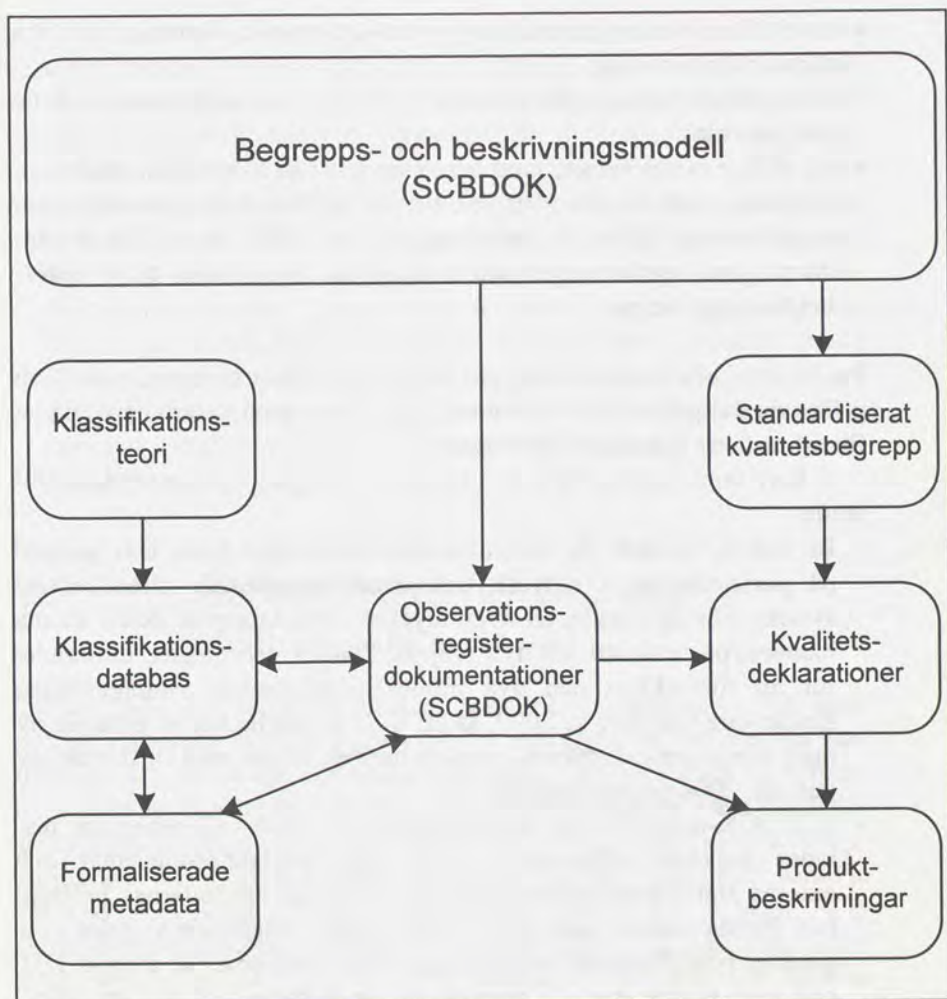 Begrepps- och beskrivningsmodell
(SCBDOK)
Klassifikations-
teori
Standardiserat
kvalitetsbegrepp
Klassifikations-
databas
Observations-
register-
dokumentationer
(SCBDOK)
Kvalitets-
deklarationer
Formaliserade
metadata
Produkt-
beskrivningar